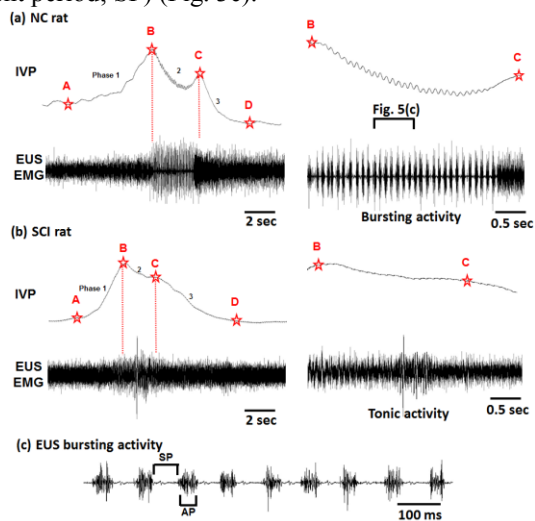 nt period, SP) (Fig. 5c).
(a) NC rat
B
IVP
A
Phase 1
2
C
3
D
EUS
EMG
2 sec
B
C
Fig. 5(c)
Bursting activity
0.5 sec
(b) SCI rat
B
IVP
2
C
Phase 1
A
3
D
EUS
EMG
2 sec
B
C
Tonic activity
0.5 sec
(c) EUS bursting activity
SP
AP
100 ms